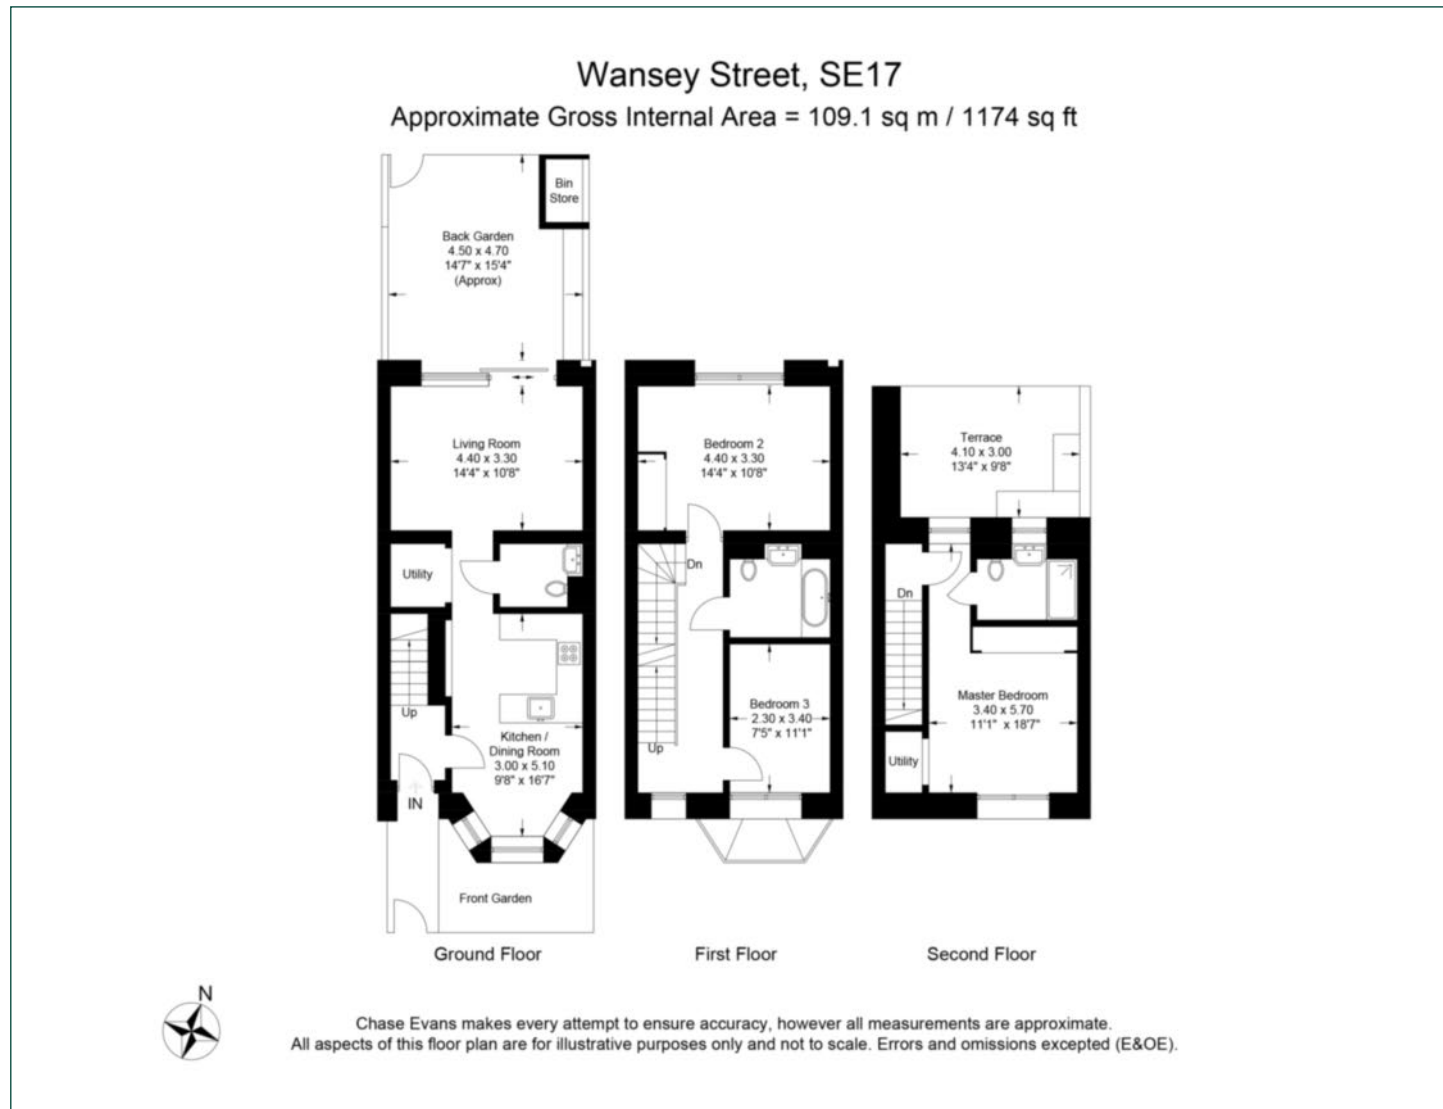 Wansey Street, SE17
Approximate Gross Internal Area = 109.1 sq m / 1174 sq ft
Bin
Store
Back Garden
4.50 x 4.70
14'7" x 15'4"
(Approx)
Living Room
4.40 x 3.30
14'4" x 10'8"
Utility
Up
Kitchen /
Dining Room
3.00 x 5.10
9'8" x 16'7"
IN
Front Garden
Ground Floor
Bedroom 2
4.40 x 3.30
14'4" x 10'8"
Dn
Bedroom 3
2.30 x 3.40
7'5" x 11'1"
Up
First Floor
Terrace
4.10 x 3.00
13'4" x 9'8"
Dn
Master Bedroom
3.40 x 5.70
11'1" x 18'7"
Utility
Second Floor
N
Chase Evans makes every attempt to ensure accuracy, however all measurements are approximate.
All aspects of this floor plan are for illustrative purposes only and not to scale. Errors and omissions excepted (E&OE).